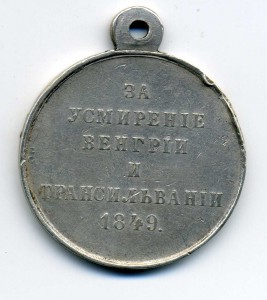 ЗА
УСМИРЕНІЕ
ВЕНГРІИ
И
ТРАНСИЛЬВАНІИ
1849.